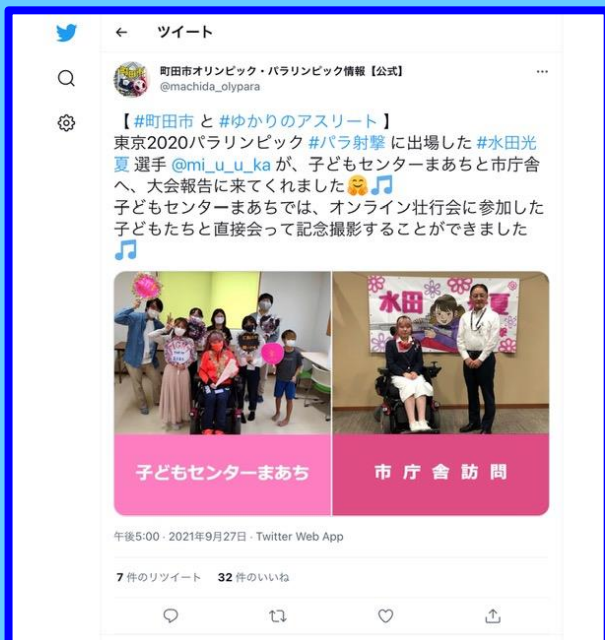 ツイート
町田市オリンピック・パラリンピック情報【公式】
@machida_olypara
【 #町田市 と #ゆかりのアスリート 】
東京2020パラリンピック #パラ射撃 に出場した #水田光
夏 選手 @mi_u_u_ka が、子どもセンターまあちと市庁舎
へ、大会報告に来てくれました🤗🎵
子どもセンターまあちでは、オンライン壮行会に参加した
子どもたちと直接会って記念撮影することができました
🎵
水田 夏
子どもセンターまあち
市庁舎訪問
午後5:00 · 2021年9月27日 · Twitter Web App
7 件のリツイート 32 件のいいね